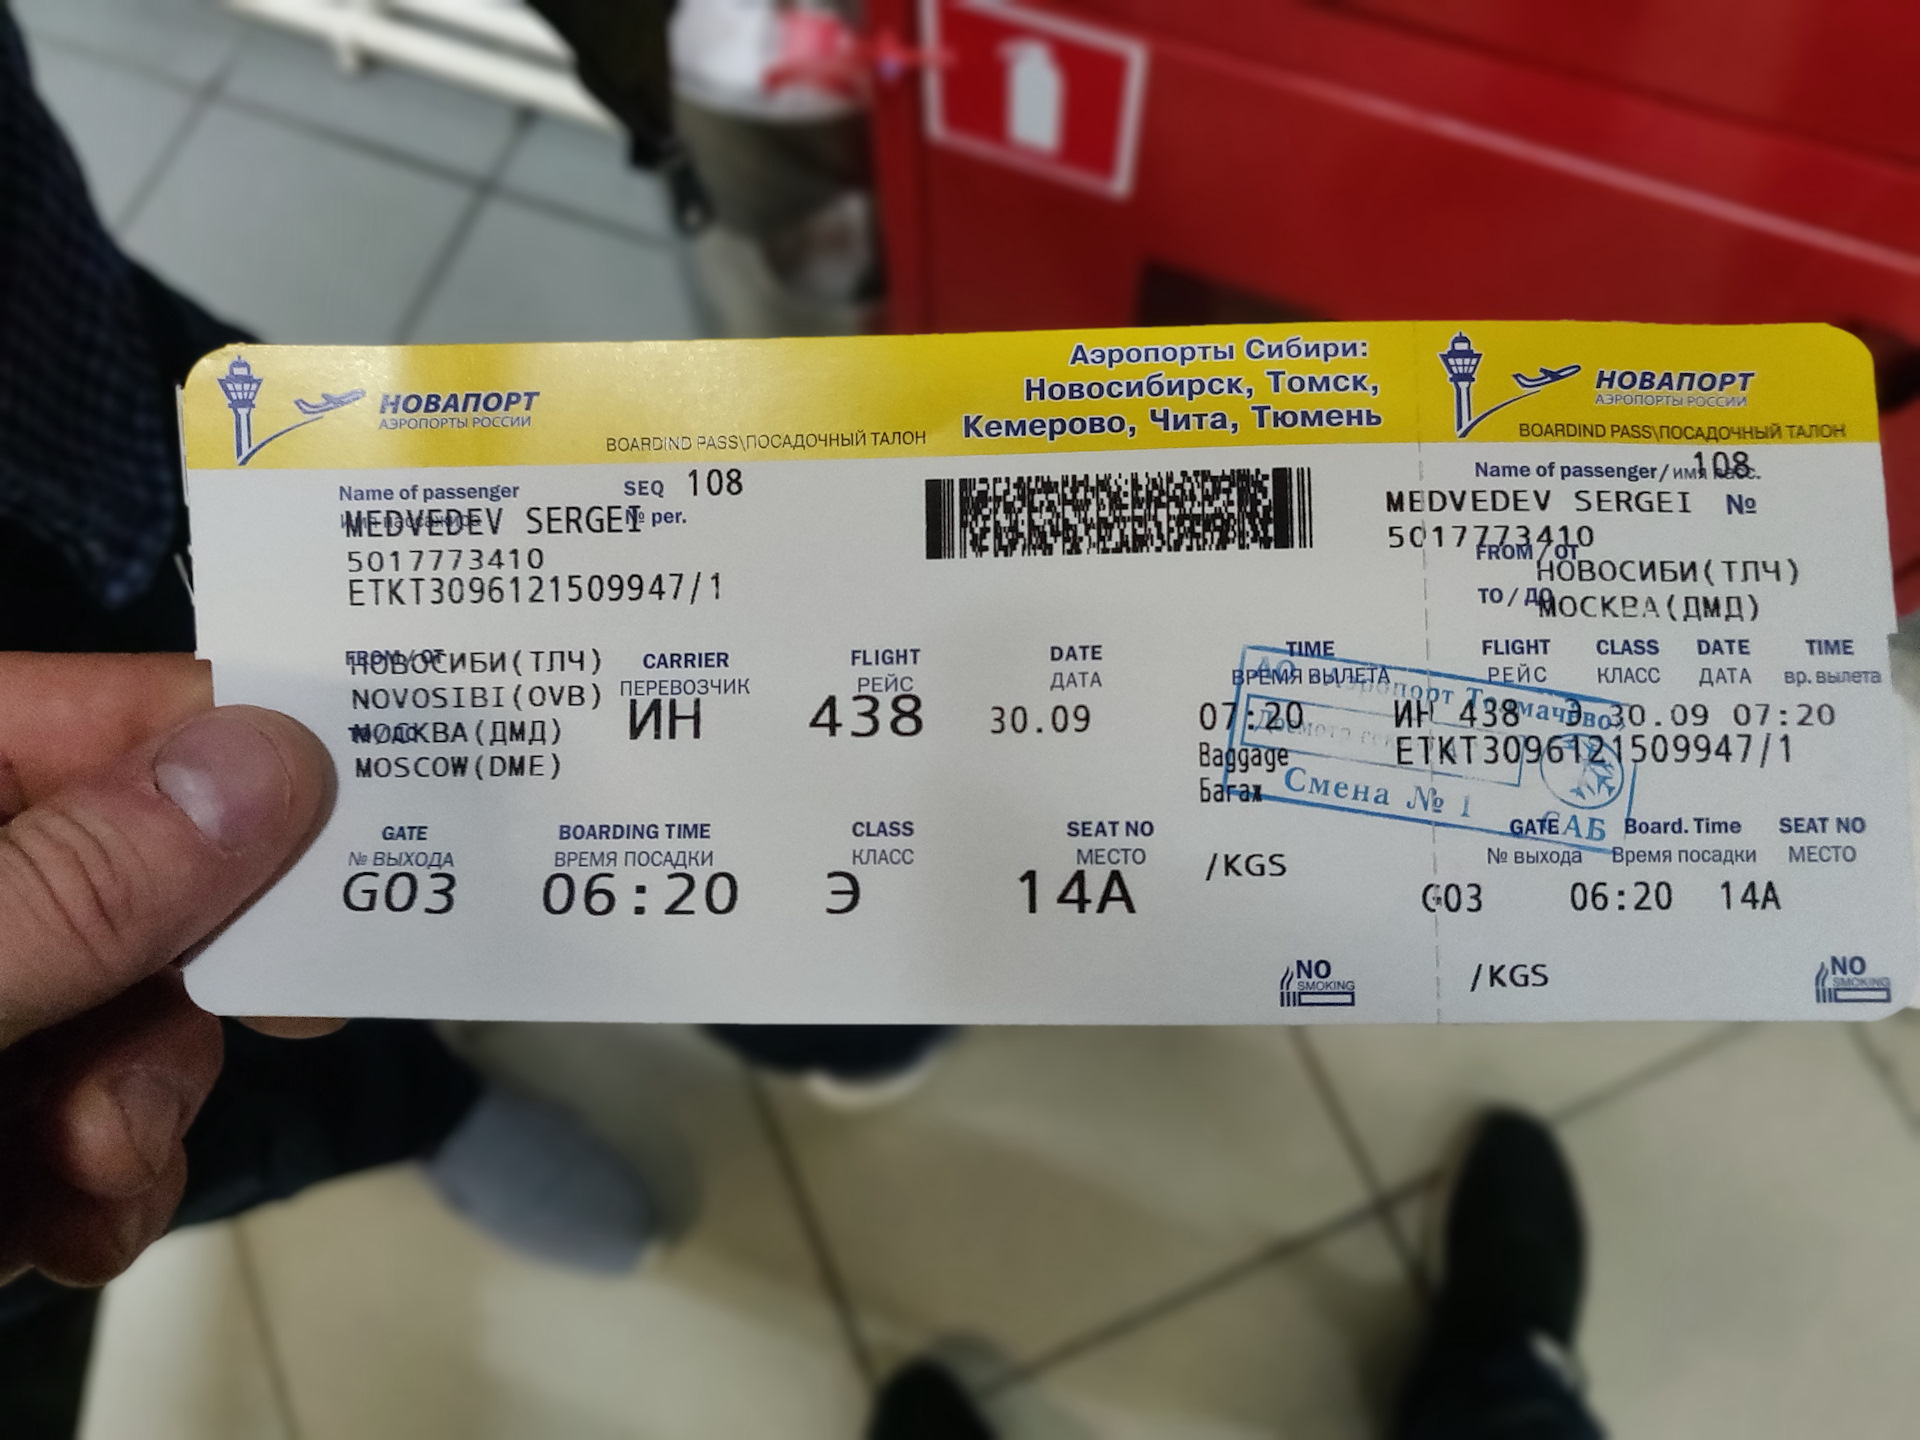 НОВАПОРТ
АЭРОПОРТЫ РОССИИ
BOARDIND PASS\ПОСАДОЧНЫЙ ТАЛОН
Аэропорты Сибири:
Новосибирск, Томск,
Кемерово, Чита, Тюмень
Name of passenger
Имя пассажира
MEDVEDEV SERGEI
5017773410
ETKT3096121509947/1
SEQ 108
№ рег.
FROM / ОТ
НОВОСИБИ(ТЛЧ)
NOVOSIBI(OVB)
МОСКВА(ДМД)
MOSCOW(DME)
CARRIER
ПЕРЕВОЗЧИК
ИН
FLIGHT
РЕЙС
438
DATE
ДАТА
30.09
TIME
ВРЕМЯ ВЫЛЕТА
07:20
Baggage
Багаж
/KGS
GATE
№ ВЫХОДА
G03
BOARDING TIME
ВРЕМЯ ПОСАДКИ
06:20
CLASS
КЛАСС
Э
SEAT NO
МЕСТО
14A
NO
SMOKING
АО «Аэропорт Толмачёво»
Досмотр
Смена № 1
САБ
НОВАПОРТ
АЭРОПОРТЫ РОССИИ
BOARDIND PASS\ПОСАДОЧНЫЙ ТАЛОН
Name of passenger / имя пасс.
108
MEDVEDEV SERGEI №
5017773410
FROM / ОТ
НОВОСИБИ(ТЛЧ)
TO / ДО
МОСКВА(ДМД)
FLIGHT CLASS DATE TIME
РЕЙС КЛАСС ДАТА вр. вылета
ИН 438 Э 30.09 07:20
ETKT3096121509947/1
GATE Board. Time SEAT NO
№ выхода Время посадки МЕСТО
G03 06:20 14A
/KGS
NO
SMOKING